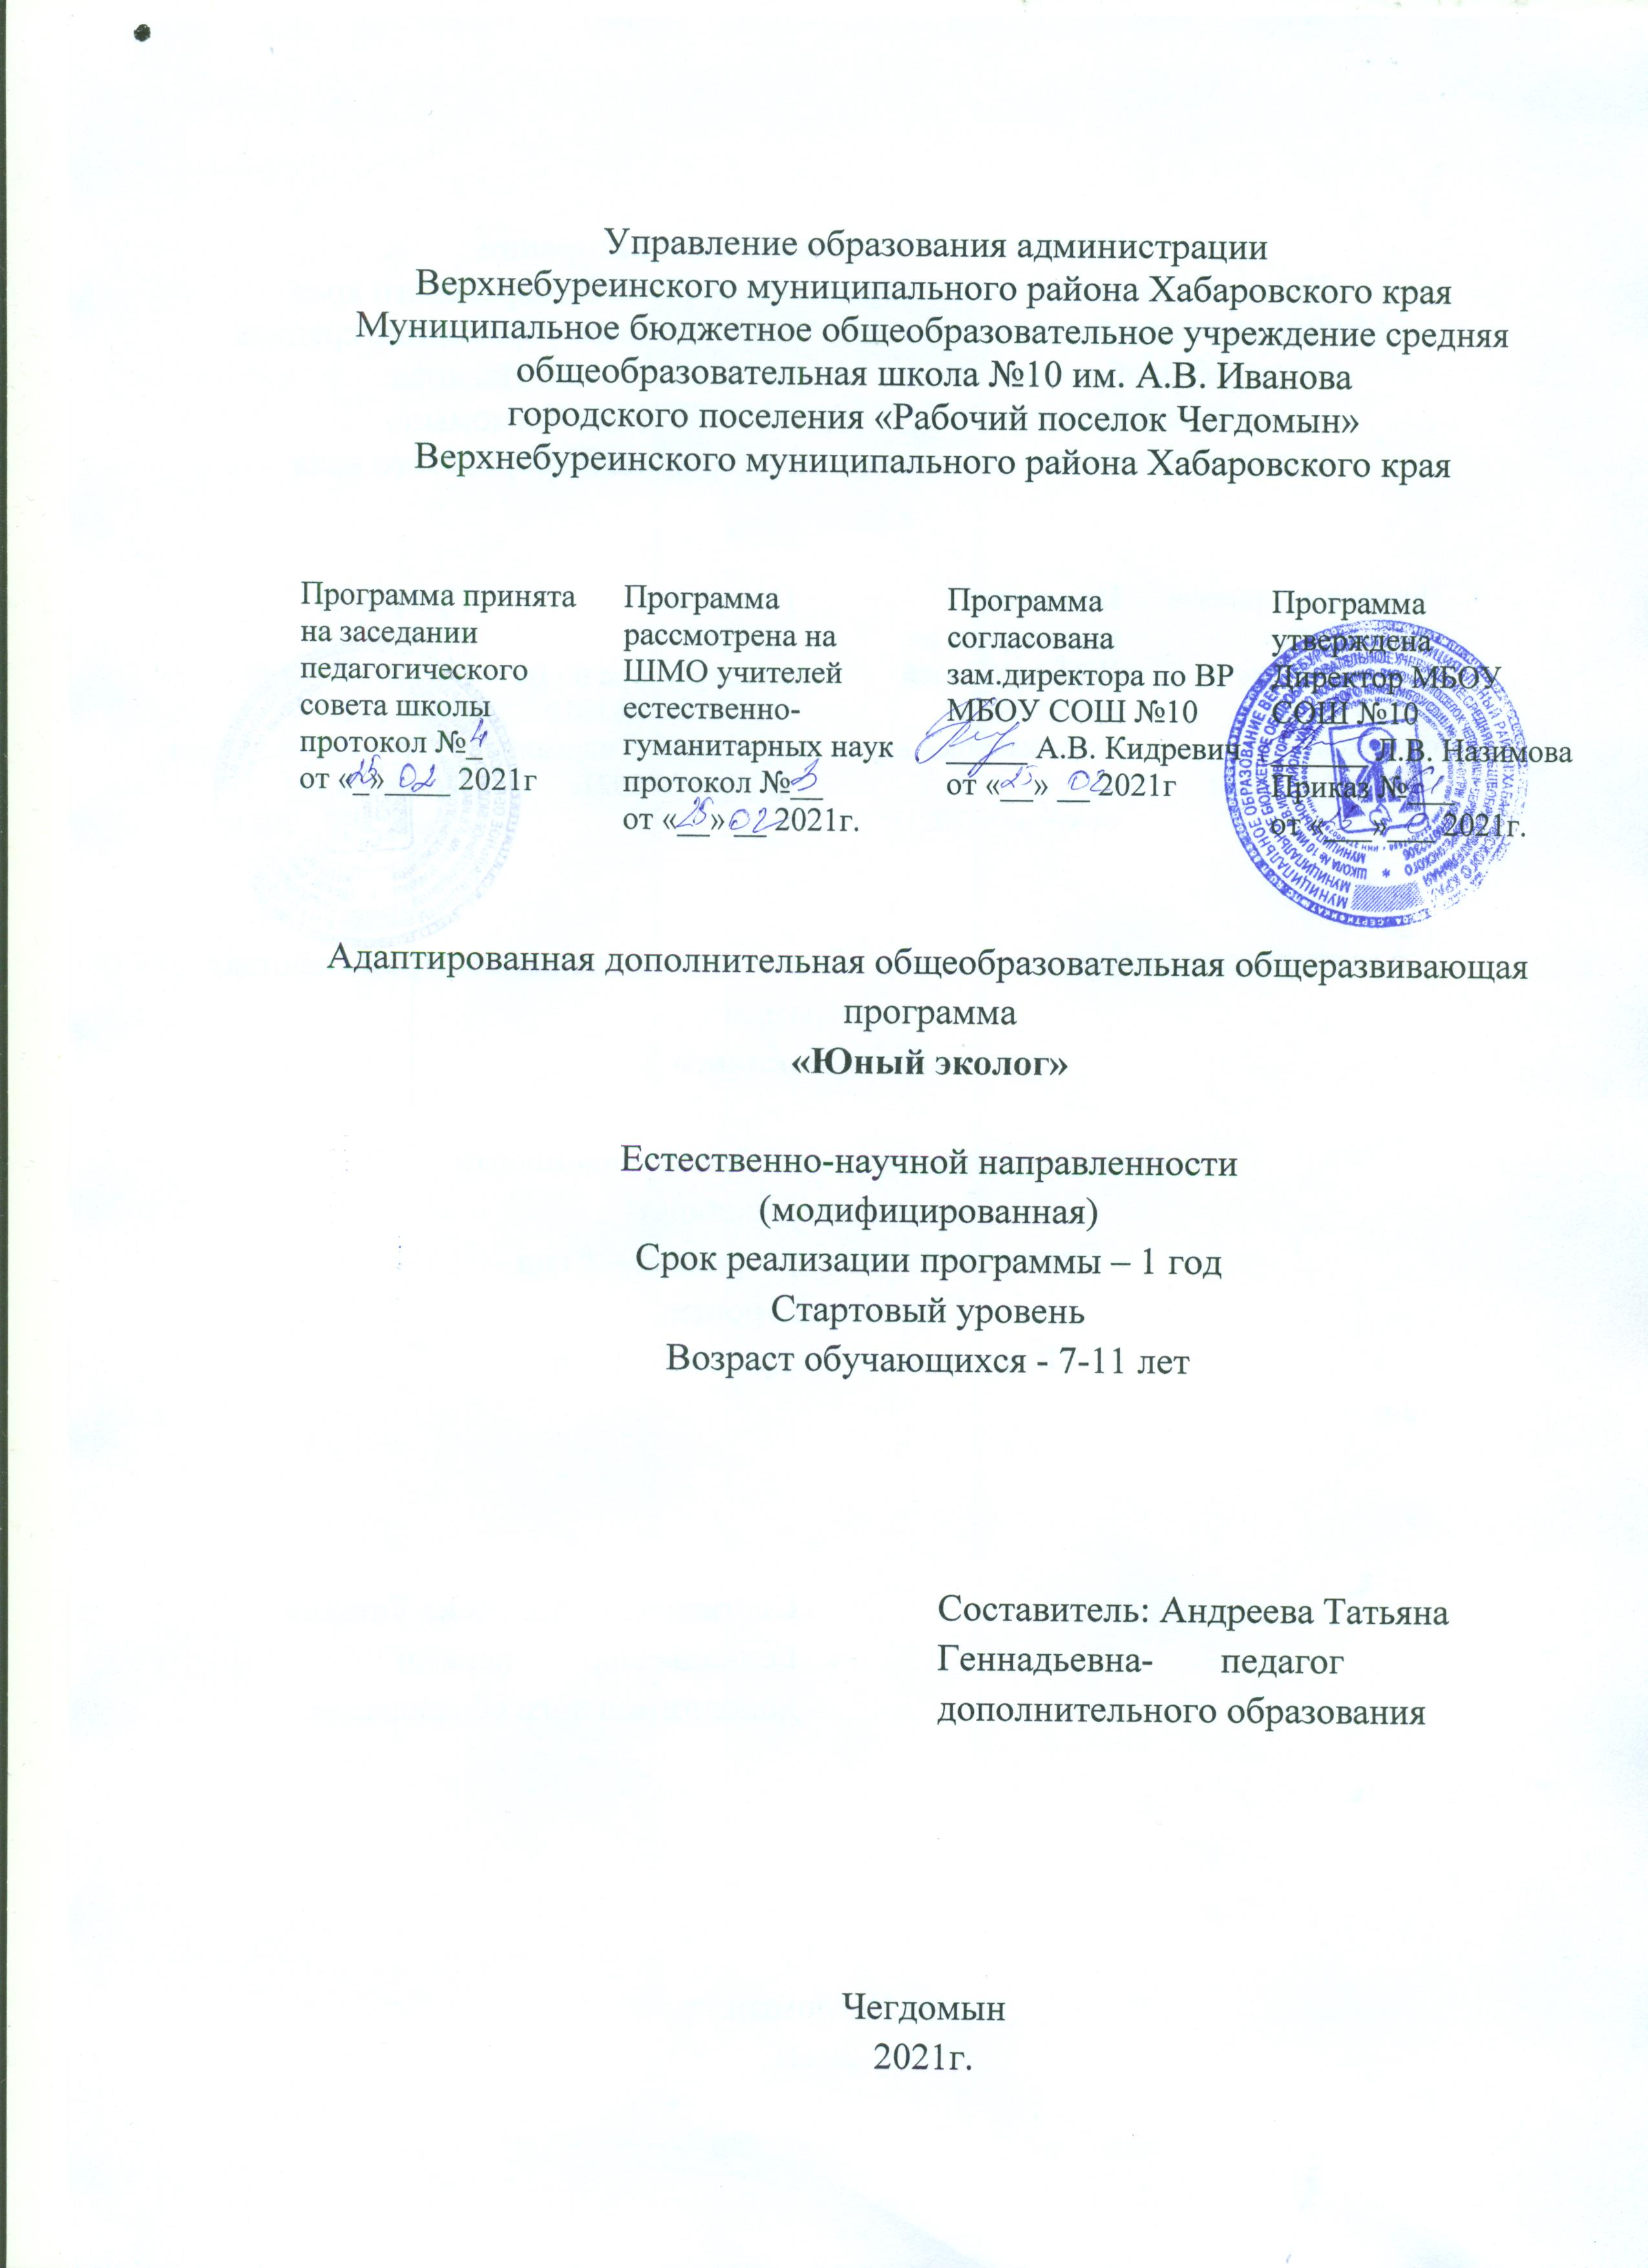 Управление образования администрации
Верхнебуреинского муниципального района Хабаровского края
Муниципальное бюджетное общеобразовательное учреждение средняя
общеобразовательная школа №10 им. А.В. Иванова
городского поселения «Рабочий поселок Чегдомын»
Верхнебуреинского муниципального района Хабаровского края
Программа принята
на заседании
педагогического
совета школы
протокол №4
от «25» 02 2021г
Программа
рассмотрена на
ШМО учителей
естественно-
гуманитарных наук
протокол №3
от «25» 02 2021г.
Программа
согласована
зам.директора по ВР
МБОУ СОШ №10
А.В. Кидревич
от «25» 02 2021г
Программа
утверждена
Директор МБОУ
СОШ №10
Л.В. Назимова
Приказ №
от « » 2021г.
Адаптированная дополнительная общеобразовательная общеразвивающая
программа
«Юный эколог»
Естественно-научной направленности
(модифицированная)
Срок реализации программы – 1 год
Стартовый уровень
Возраст обучающихся - 7-11 лет
Составитель: Андреева Татьяна
Геннадьевна- педагог
дополнительного образования
Чегдомын
2021г.